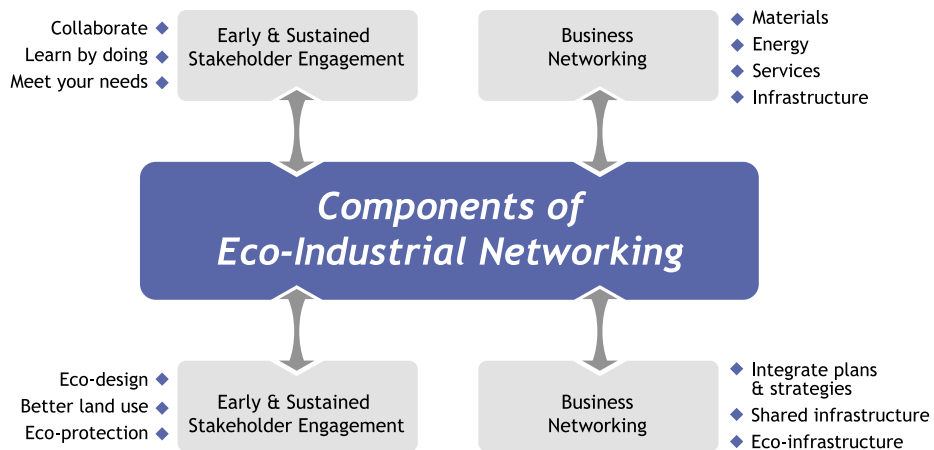 Collaborate
Learn by doing
Meet your needs
Early & Sustained
Stakeholder Engagement
Business
Networking
Materials
Energy
Services
Infrastructure
Components of
Eco-Industrial Networking
Eco-design
Better land use
Eco-protection
Early & Sustained
Stakeholder Engagement
Business
Networking
Integrate plans
& strategies
Shared infrastructure
Eco-infrastructure